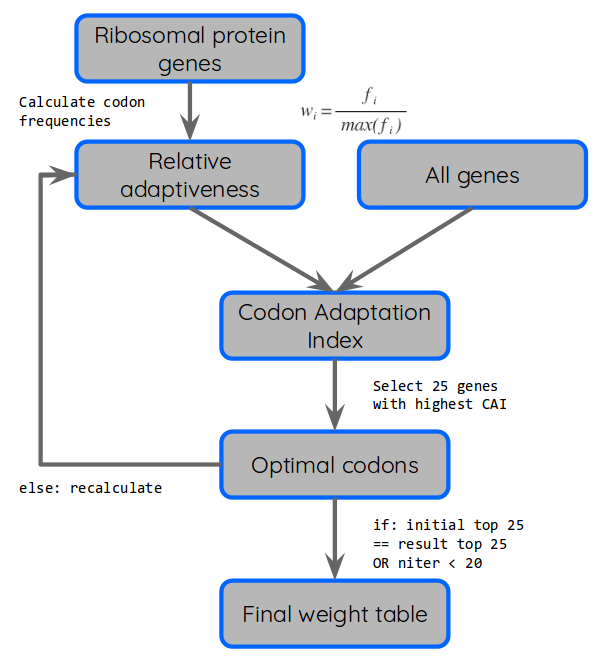 Ribosomal protein
genes
Calculate codon
frequencies
w_i = f_i / max(f_i)
Relative
adaptiveness
All genes
Codon Adaptation
Index
Select 25 genes
with highest CAI
Optimal codons
else: recalculate
if: initial top 25
== result top 25
OR niter < 20
Final weight table